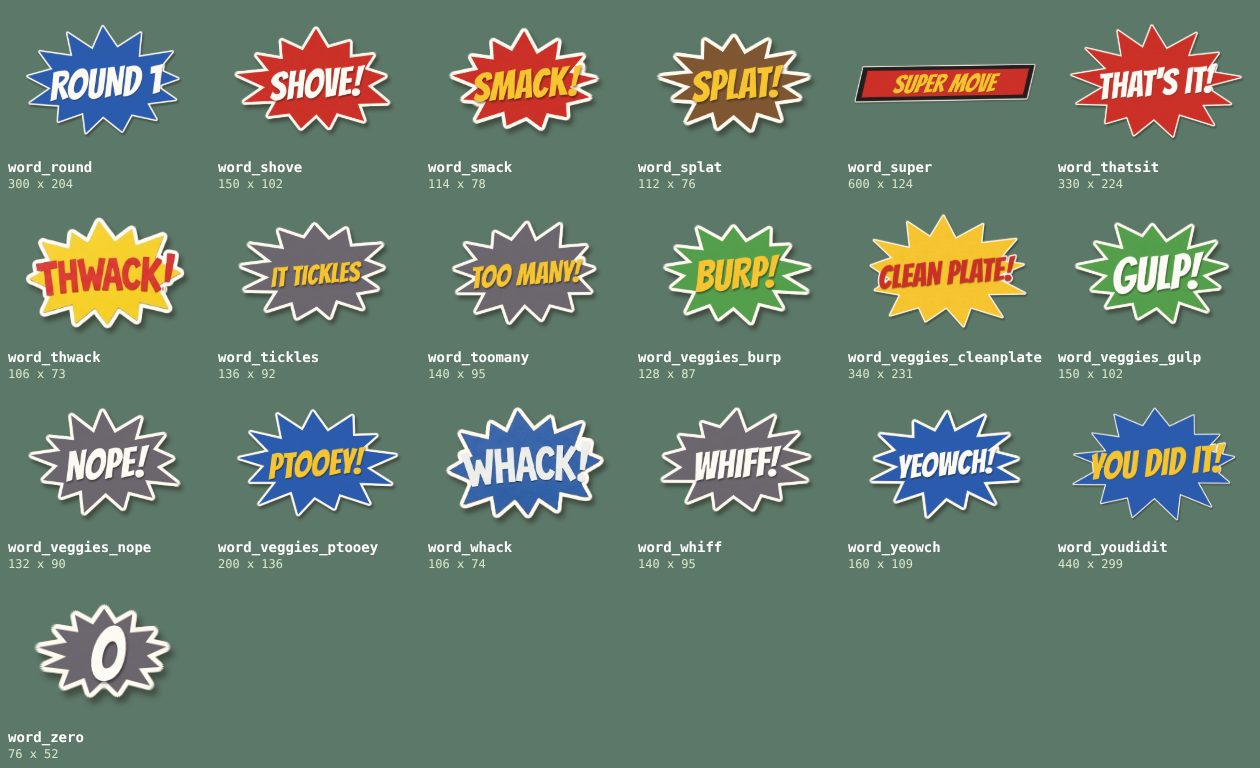 ROUND 1
SHOVE!
SMACK!
SPLAT!
SUPER MOVE
THAT'S IT!
word_round
300 x 204
word_shove
150 x 102
word_smack
114 x 78
word_splat
112 x 76
word_super
600 x 124
word_thatsit
330 x 224
THWACK!
IT TICKLES
TOO MANY!
BURP!
CLEAN PLATE!
GULP!
word_thwack
106 x 73
word_tickles
136 x 92
word_toomany
140 x 95
word_veggies_burp
128 x 87
word_veggies_cleanplate
340 x 231
word_veggies_gulp
150 x 102
NOPE!
PTOOEY!
WHACK!
WHIFF!
YEOWCH!
YOU DID IT!
word_veggies_nope
132 x 90
word_veggies_ptooey
200 x 136
word_whack
106 x 74
word_whiff
140 x 95
word_yeowch
160 x 109
word_youdidit
440 x 299
0
word_zero
76 x 52